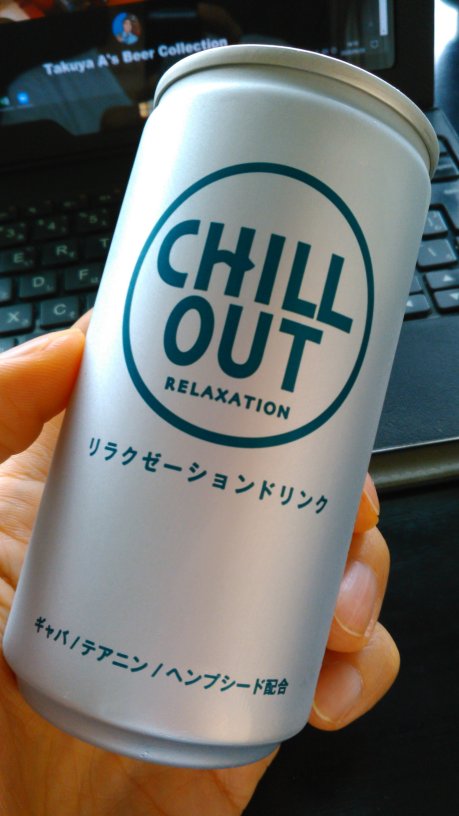 Takuya A's Beer Collection
CHILL
OUT
RELAXATION
リラクゼーションドリンク
ギャバ/テアニン/ヘンプシード配合